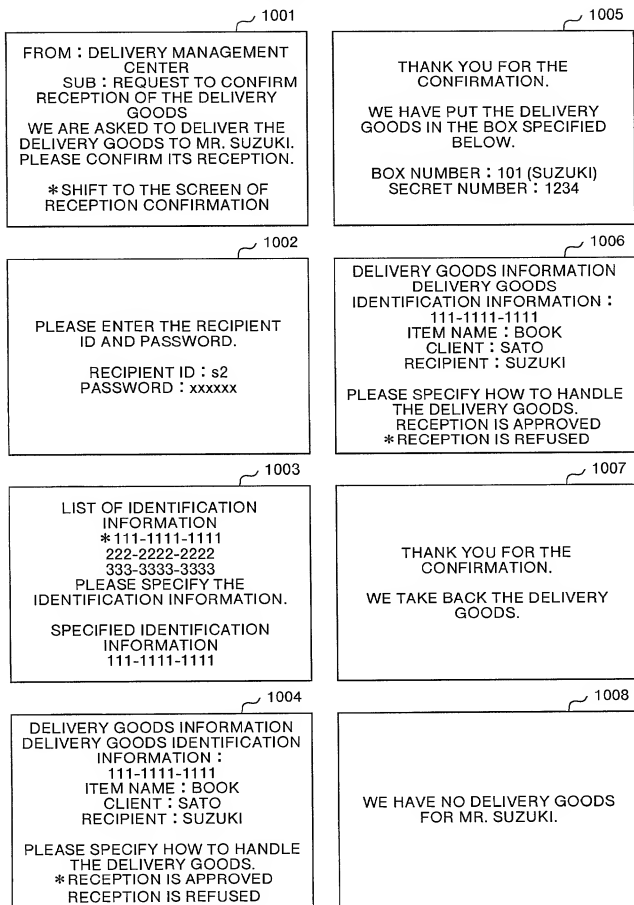 1001
FROM : DELIVERY MANAGEMENT
CENTER
SUB : REQUEST TO CONFIRM
RECEPTION OF THE DELIVERY
GOODS
WE ARE ASKED TO DELIVER THE
DELIVERY GOODS TO MR. SUZUKI.
PLEASE CONFIRM ITS RECEPTION.
*SHIFT TO THE SCREEN OF
RECEPTION CONFIRMATION
1002
PLEASE ENTER THE RECIPIENT
ID AND PASSWORD.
RECIPIENT ID : s2
PASSWORD : xxxxxx
1003
LIST OF IDENTIFICATION
INFORMATION
*111-1111-1111
222-2222-2222
333-3333-3333
PLEASE SPECIFY THE
IDENTIFICATION INFORMATION.
SPECIFIED IDENTIFICATION
INFORMATION
111-1111-1111
1004
DELIVERY GOODS INFORMATION
DELIVERY GOODS IDENTIFICATION
INFORMATION :
111-1111-1111
ITEM NAME : BOOK
CLIENT : SATO
RECIPIENT : SUZUKI
PLEASE SPECIFY HOW TO HANDLE
THE DELIVERY GOODS.
*RECEPTION IS APPROVED
RECEPTION IS REFUSED
1005
THANK YOU FOR THE
CONFIRMATION.
WE HAVE PUT THE DELIVERY
GOODS IN THE BOX SPECIFIED
BELOW.
BOX NUMBER : 101 (SUZUKI)
SECRET NUMBER : 1234
1006
DELIVERY GOODS INFORMATION
DELIVERY GOODS
IDENTIFICATION INFORMATION :
111-1111-1111
ITEM NAME : BOOK
CLIENT : SATO
RECIPIENT : SUZUKI
PLEASE SPECIFY HOW TO HANDLE
THE DELIVERY GOODS.
RECEPTION IS APPROVED
*RECEPTION IS REFUSED
1007
THANK YOU FOR THE
CONFIRMATION.
WE TAKE BACK THE DELIVERY
GOODS.
1008
WE HAVE NO DELIVERY GOODS
FOR MR. SUZUKI.